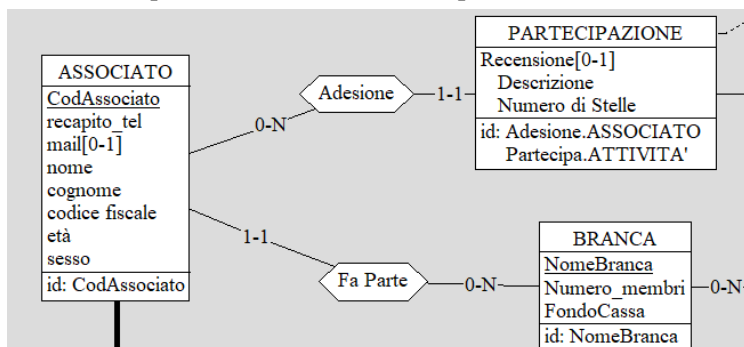 PARTECIPAZIONE
Recensione[0-1]
Descrizione
Numero di Stelle
id: Adesione.ASSOCIATO
Partecipa.ATTIVITA'
ASSOCIATO
CodAssociato
recapito_tel
mail[0-1]
nome
cognome
codice fiscale
età
sesso
id: CodAssociato
0-N
Adesione
1-1
1-1
Fa Parte
0-N
BRANCA
NomeBranca
Numero_membri
FondoCassa
id: NomeBranca
0-N